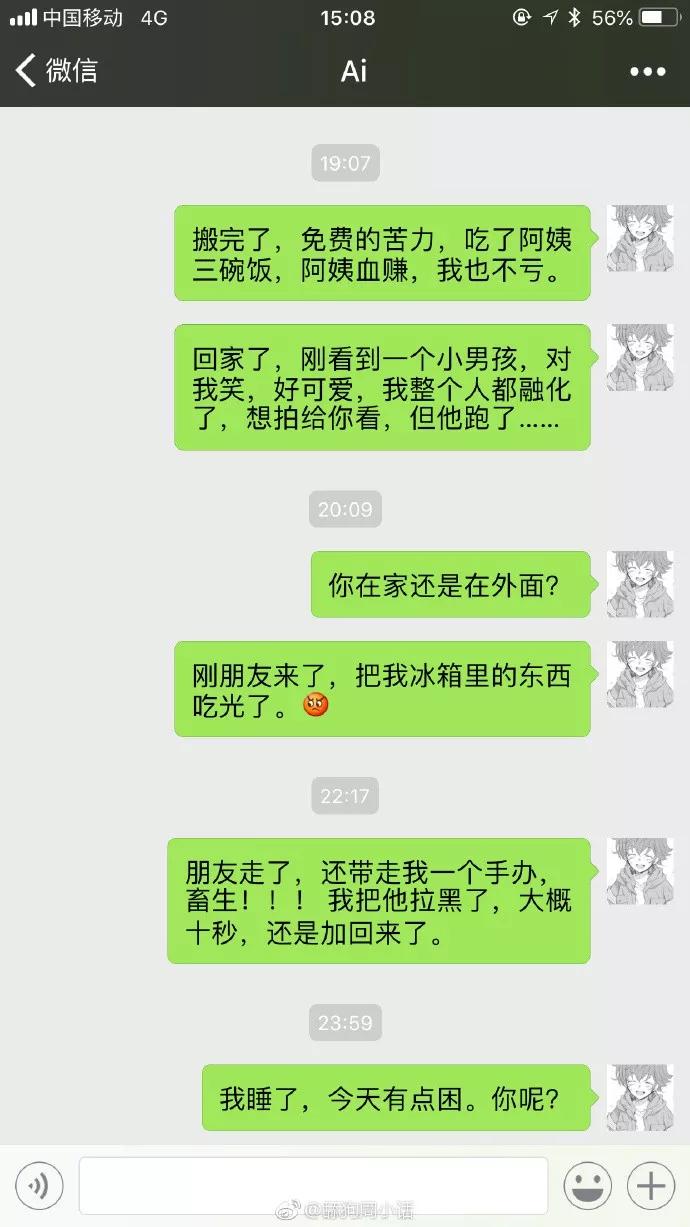 中国移动 4G 15:08 56%
微信 Ai
19:07
搬完了，免费的苦力，吃了阿姨
三碗饭，阿姨血赚，我也不亏。
回家了，刚看到一个小男孩，对
我笑，好可爱，我整个人都融化
了，想拍给你看，但他跑了……
20:09
你在家还是在外面？
刚朋友来了，把我冰箱里的东西
吃光了。😡
22:17
朋友走了，还带走我一个手办，
畜生！！！ 我把他拉黑了，大概
十秒，还是加回来了。
23:59
我睡了，今天有点困。你呢？
@舔狗周小话